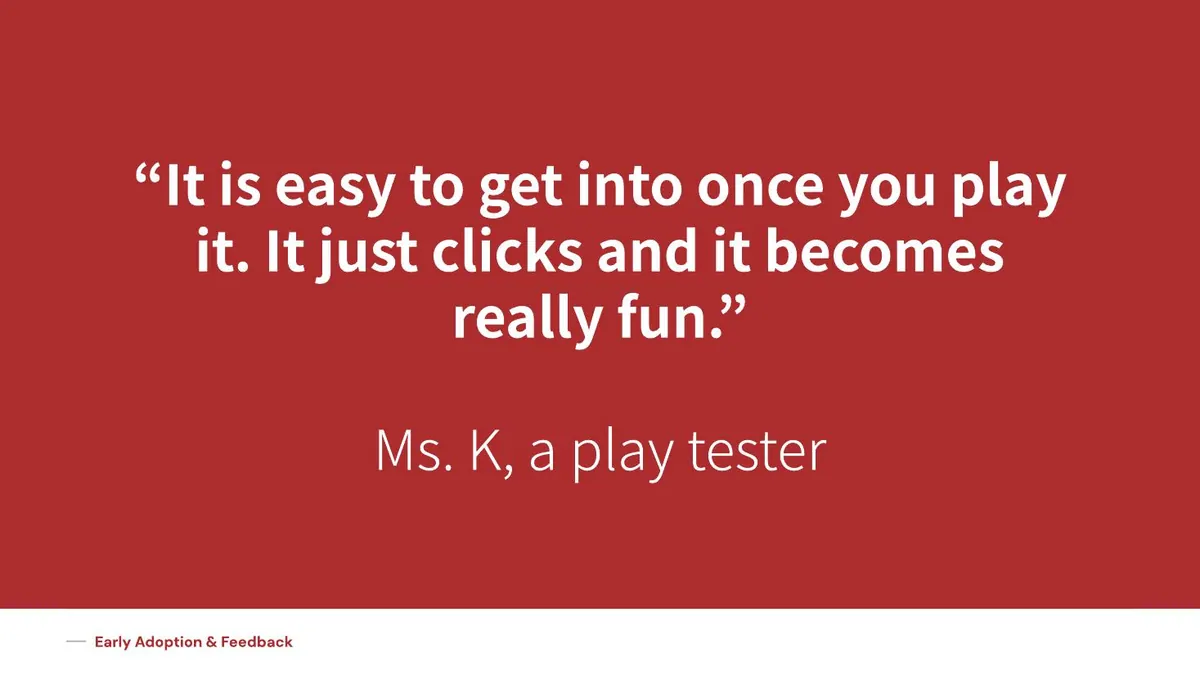 “It is easy to get into once you play
it. It just clicks and it becomes
really fun.”
Ms. K, a play tester
Early Adoption & Feedback